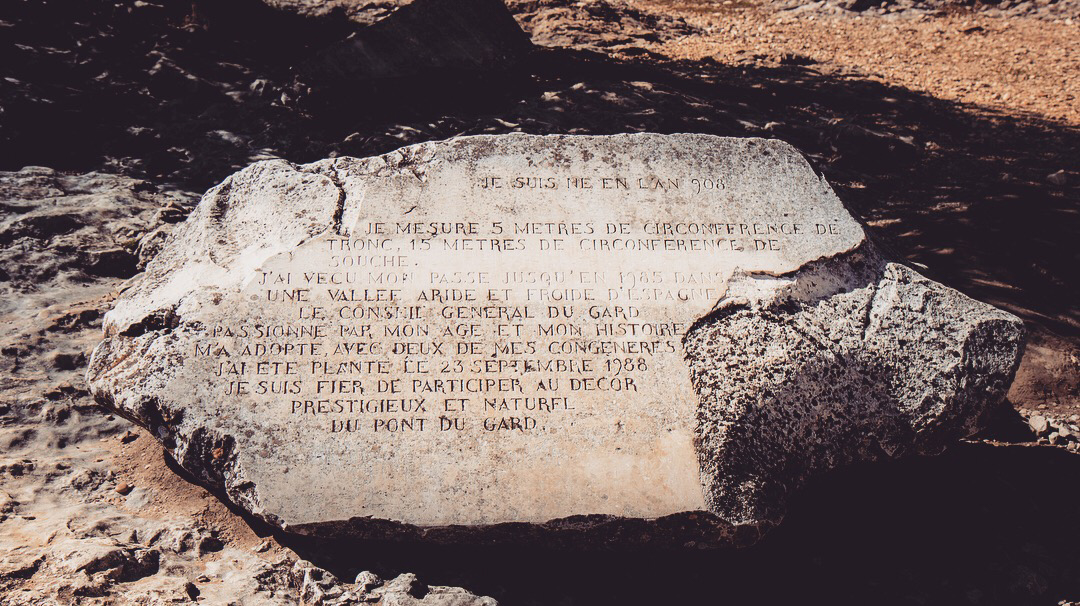 JE SUIS NE EN L'AN 908
JE MESURE 5 METRES DE CIRCONFERENCE DE
TRONC, 15 METRES DE CIRCONFERENCE DE
SOUCHE.
J'AI VECU MON PASSE JUSQU'EN 1985 DANS
UNE VALLEE ARIDE ET FROIDE D'ESPAGNE
LE CONSEIL GENERAL DU GARD
PASSIONNE PAR MON AGE ET MON HISTOIRE
M'A ADOPTE AVEC DEUX DE MES CONGENERES
J'AI ETE PLANTE LE 23 SEPTEMBRE 1988
JE SUIS FIER DE PARTICIPER AU DECOR
PRESTIGIEUX ET NATUREL
DU PONT DU GARD.